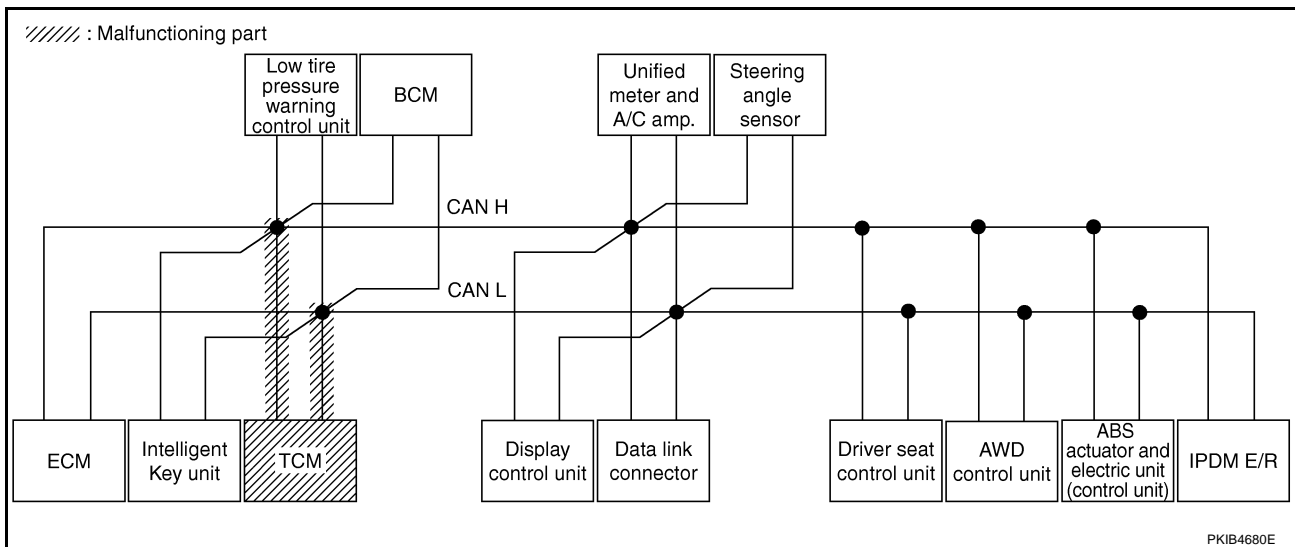 : Malfunctioning part
Low tire
pressure
warning
control unit
BCM
Unified
meter and
A/C amp.
Steering
angle
sensor
CAN H
CAN L
ECM
Intelligent
Key unit
TCM
Display
control unit
Data link
connector
Driver seat
control unit
AWD
control unit
ABS
actuator and
electric unit
(control unit)
IPDM E/R
PKIB4680E